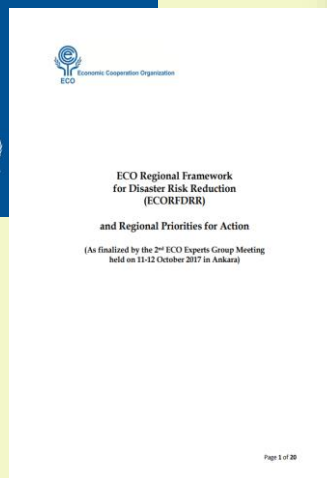 Economic Cooperation Organization
ECO
ECO Regional Framework
for Disaster Risk Reduction
(ECORFDRR)
and Regional Priorities for Action
(As finalized by the 2nd ECO Experts Group Meeting
held on 11-12 October 2017 in Ankara)
Page 1 of 20